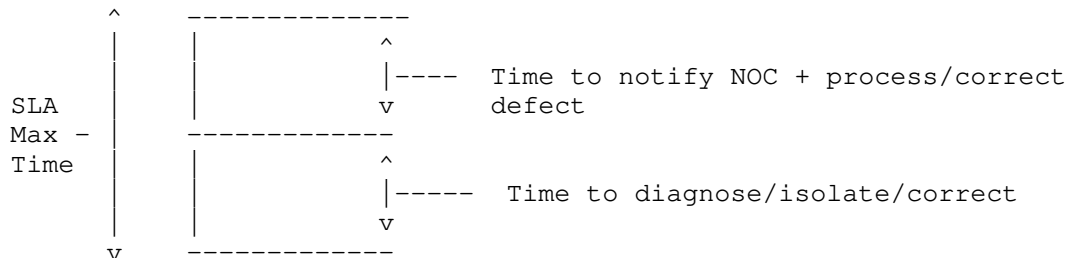 Time to notify NOC + process/correct
SLA defect
Max -
Time
Time to diagnose/isolate/correct